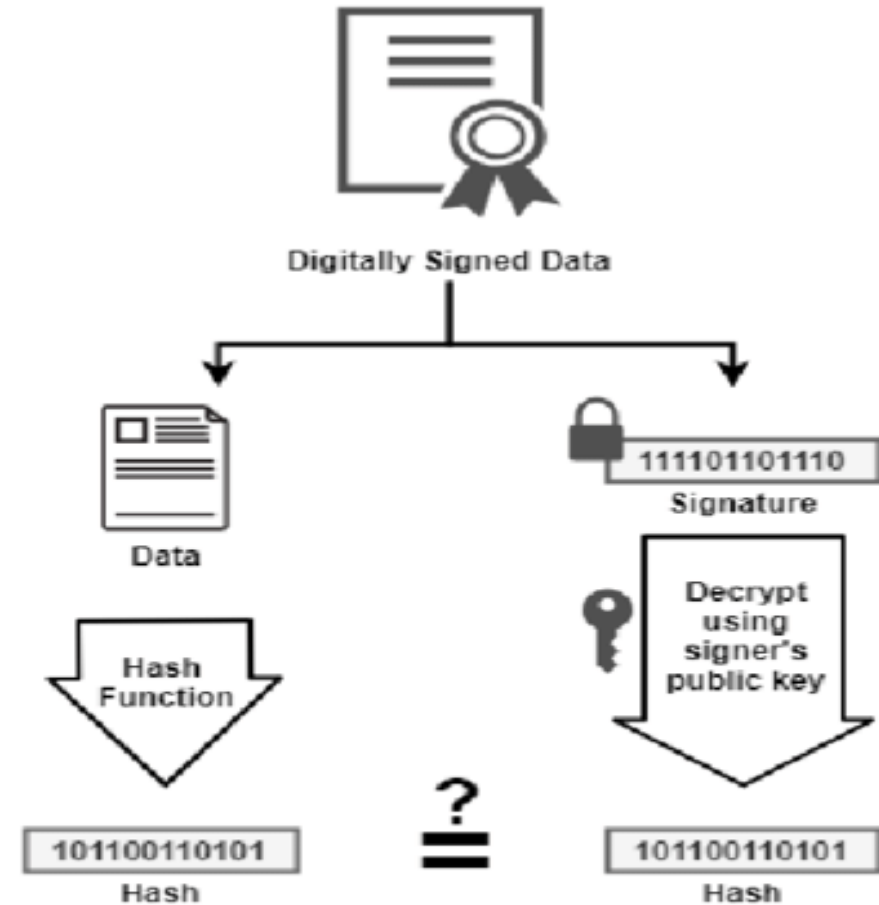 Digitally Signed Data
111101101110
Signature
Data
Decrypt
using
signer's
public key
Hash
Function
?
=
101100110101
Hash
101100110101
Hash